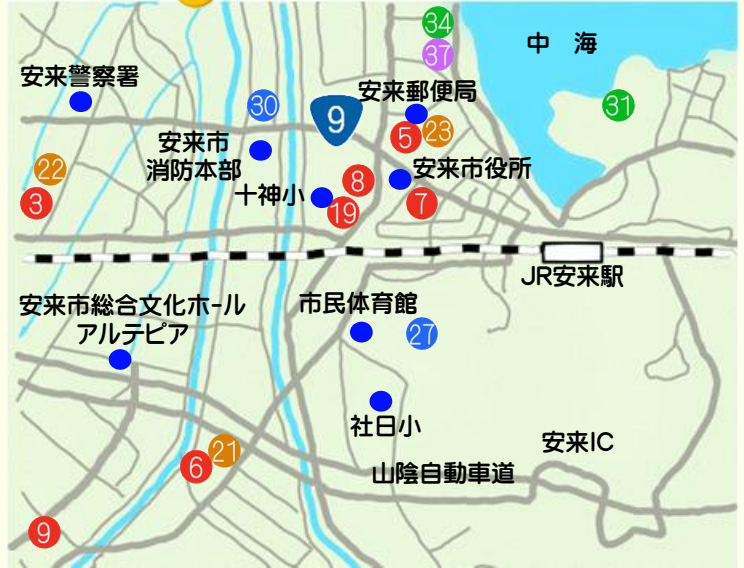 34
37
中 海
安来警察署
安来郵便局
30
9
31
5
23
安来市
消防本部
22
安来市役所
8
3
十神小
19
7
JR安来駅
安来市総合文化ホール
アルテピア
市民体育館
27
社日小
安来IC
21
6
山陰自動車道
9